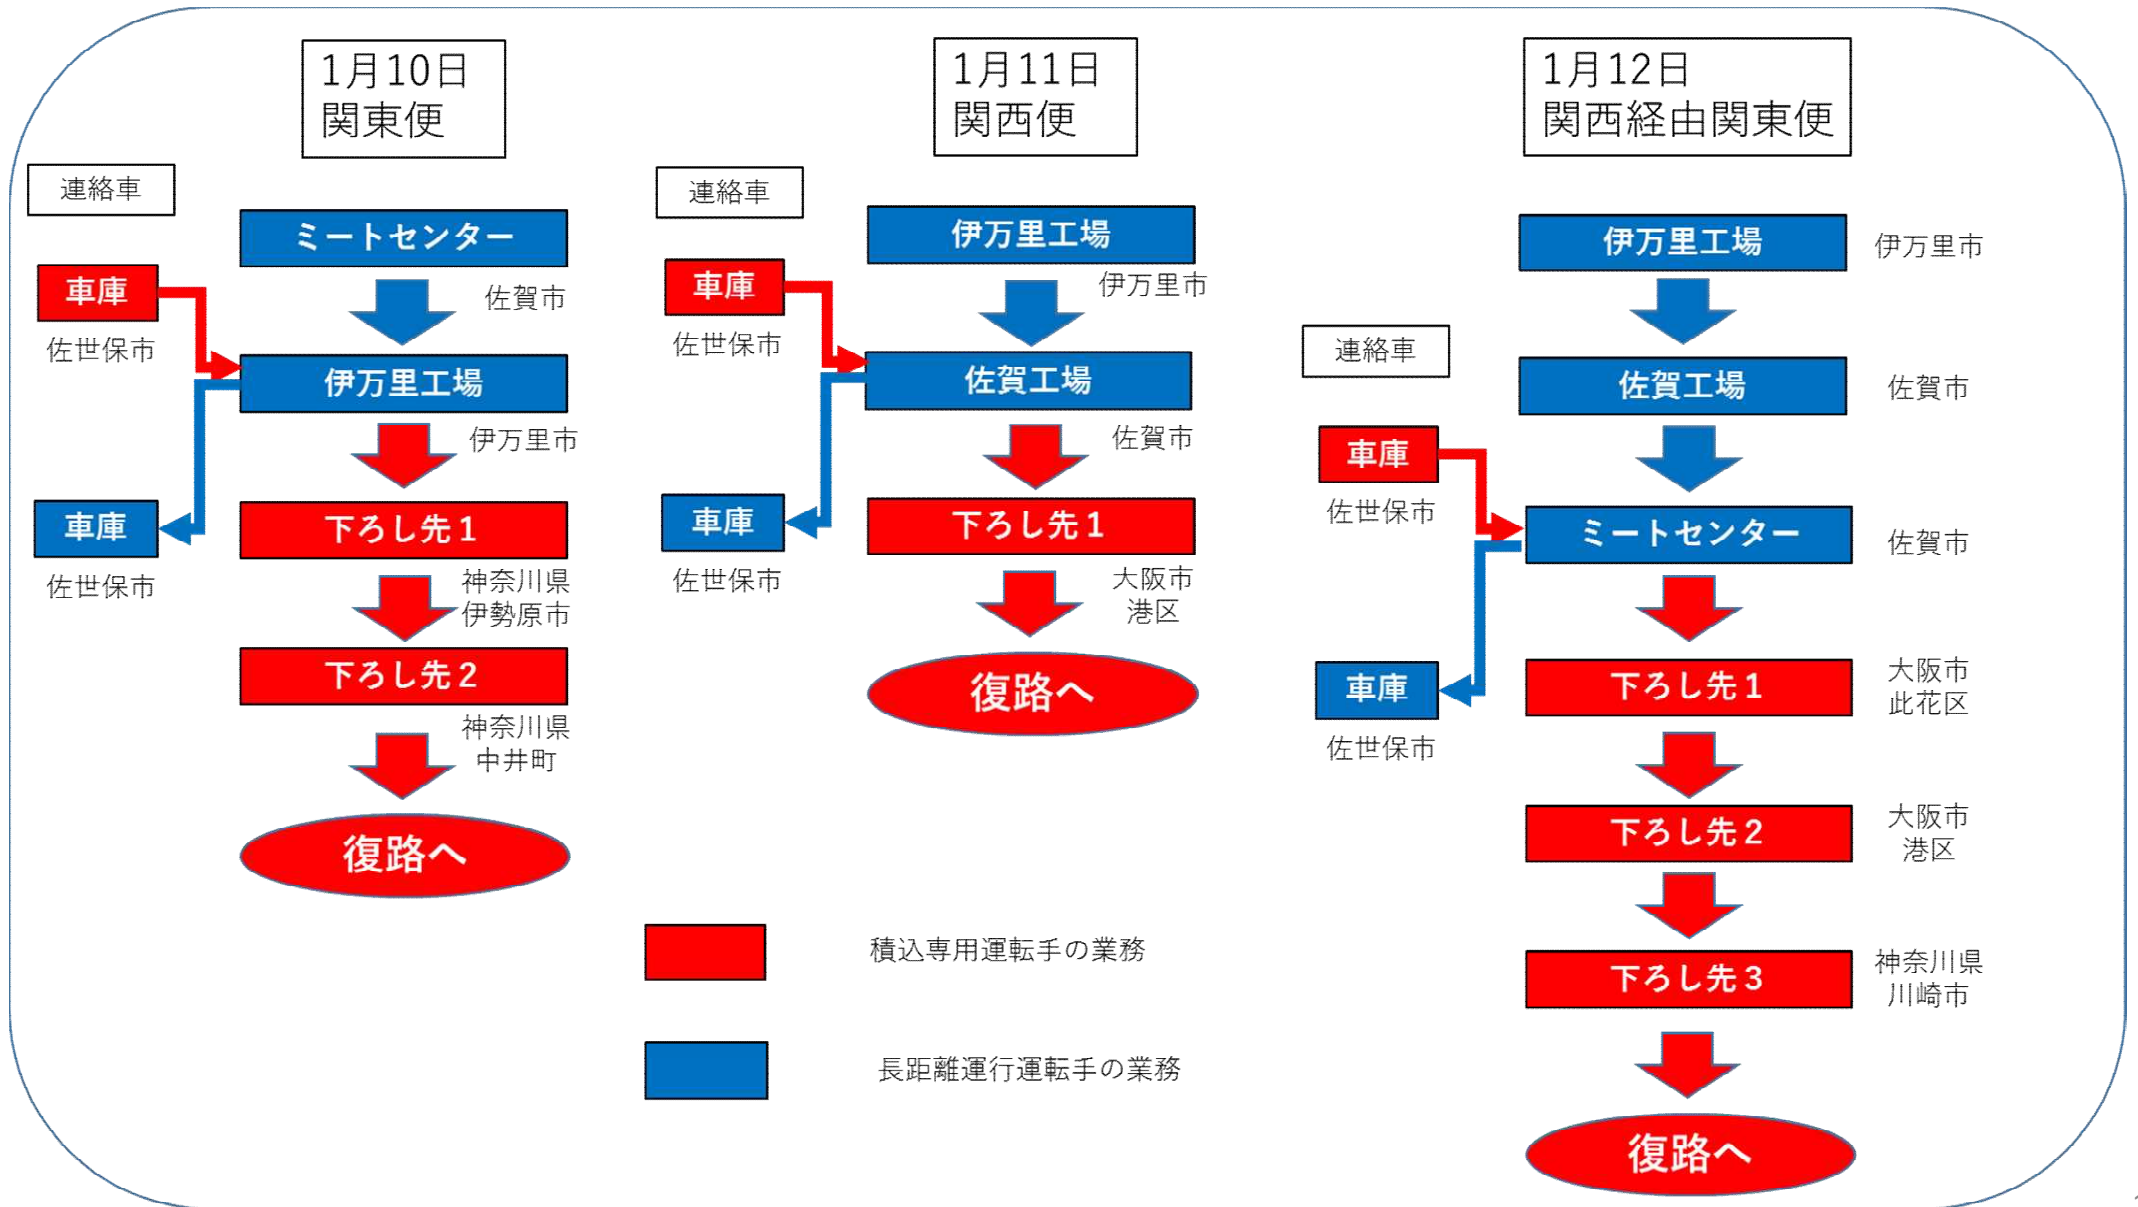 1月10日
関東便
連絡車
ミートセンター
車庫
佐賀市
佐世保市
伊万里工場
伊万里市
下ろし先1
車庫
佐世保市
神奈川県
伊勢原市
下ろし先2
神奈川県
中井町
復路へ
1月11日
関西便
連絡車
伊万里工場
車庫
伊万里市
佐世保市
佐賀工場
佐賀市
下ろし先1
車庫
佐世保市
大阪市
港区
復路へ
1月12日
関西経由関東便
伊万里工場
伊万里市
連絡車
佐賀工場
佐賀市
車庫
佐世保市
ミートセンター
佐賀市
下ろし先1
大阪市
此花区
車庫
佐世保市
下ろし先2
大阪市
港区
下ろし先3
神奈川県
川崎市
復路へ
積込専用運転手の業務
長距離運行運転手の業務